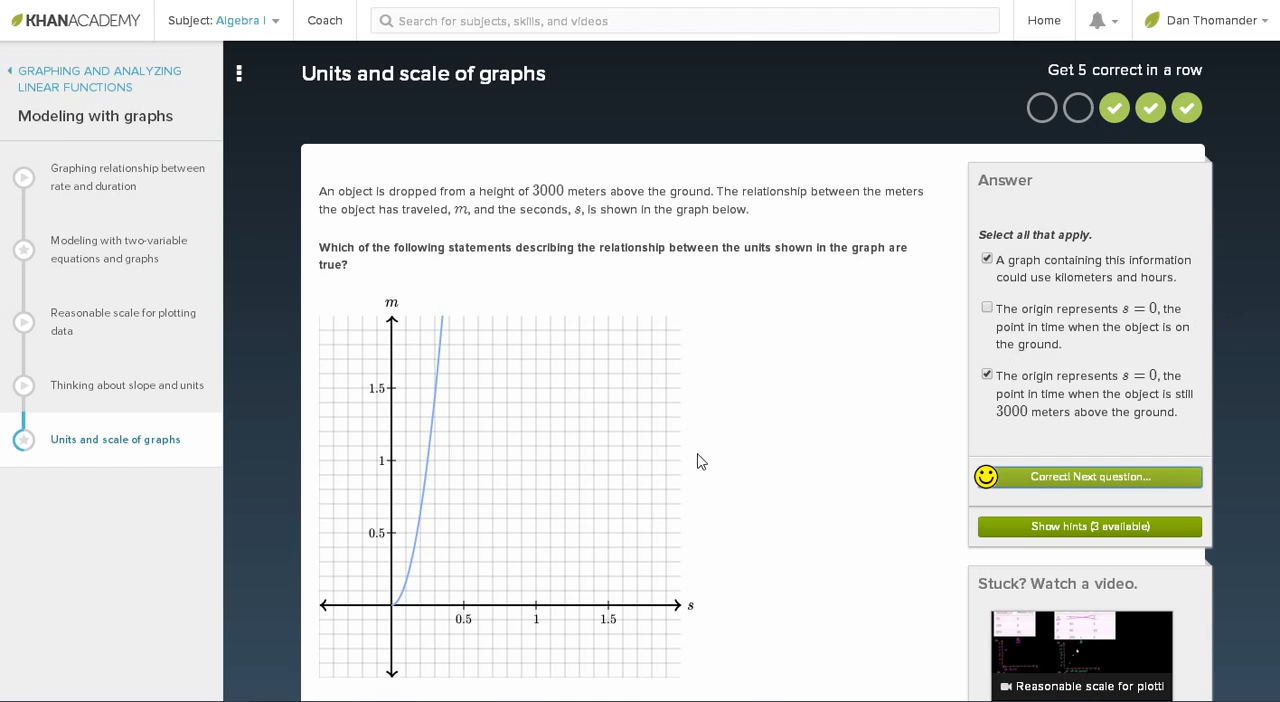 KHANACADEMY
Subject: Algebra I
Coach
Search for subjects, skills, and videos
Home
Dan Thomander
GRAPHING AND ANALYZING
LINEAR FUNCTIONS
Modeling with graphs
Graphing relationship between
rate and duration
Modeling with two-variable
equations and graphs
Reasonable scale for plotting
data
Thinking about slope and units
Units and scale of graphs
Units and scale of graphs
Get 5 correct in a row
An object is dropped from a height of 3000 meters above the ground. The relationship between the meters
the object has traveled, m, and the seconds, s, is shown in the graph below.
Which of the following statements describing the relationship between the units shown in the graph are
true?
m
1.5
1
0.5
0.5
1
1.5
s
Answer
Select all that apply.
A graph containing this information
could use kilometers and hours.
The origin represents s = 0, the
point in time when the object is on
the ground.
The origin represents s = 0, the
point in time when the object is still
3000 meters above the ground.
Correct! Next question...
Show hints (3 available)
Stuck? Watch a video.
Reasonable scale for plotti